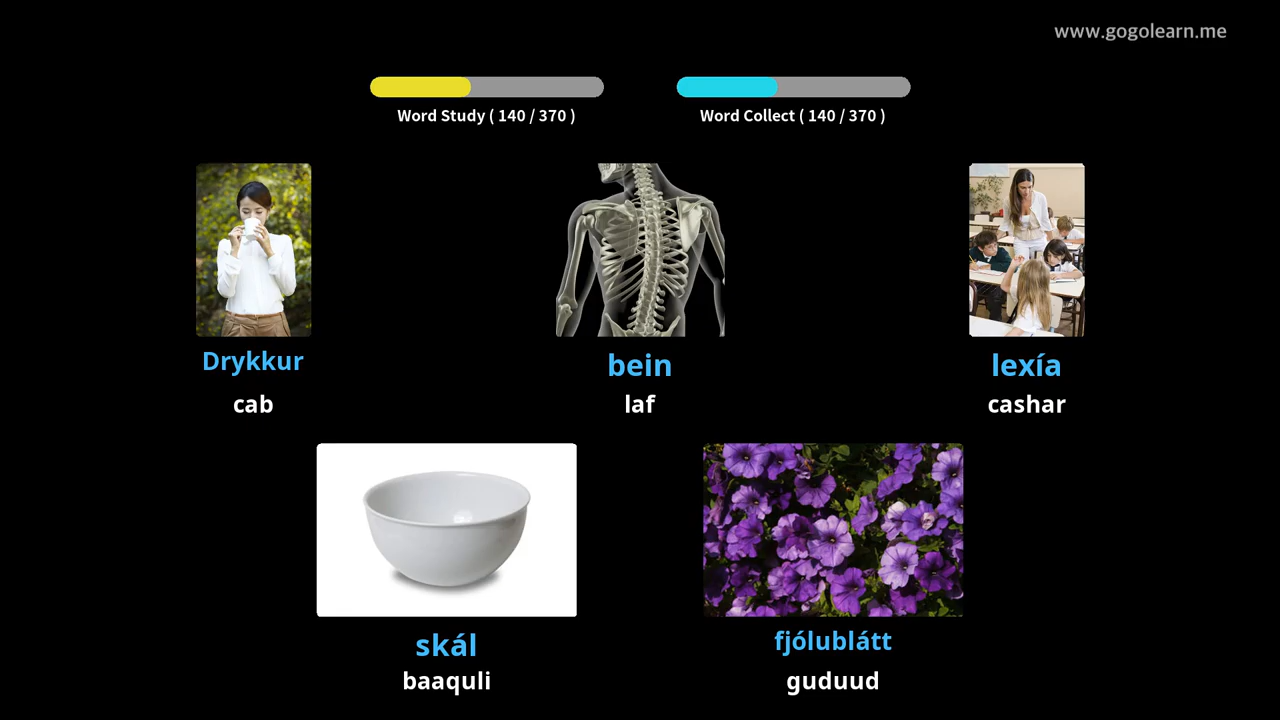 www.gogolearn.me
Word Study ( 140 / 370 )
Word Collect ( 140 / 370 )
Drykkur
bein
lexía
cab
laf
cashar
skál
fjólublátt
baaquli
guduud